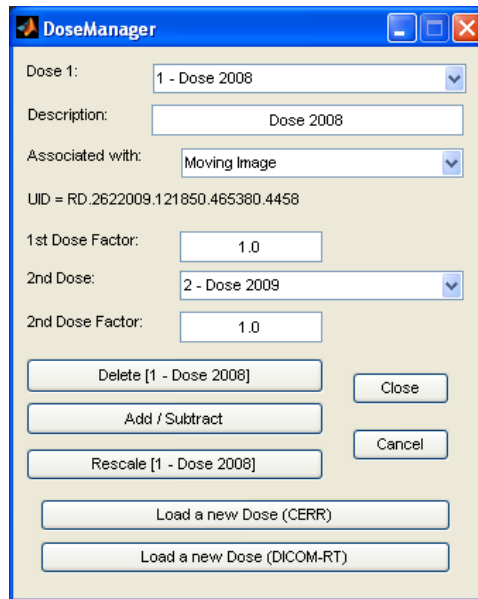 DoseManager
Dose 1: 1 - Dose 2008
Description: Dose 2008
Associated with: Moving Image
UID = RD.2622009.121850.465380.4458
1st Dose Factor: 1.0
2nd Dose: 2 - Dose 2009
2nd Dose Factor: 1.0
Delete [1 - Dose 2008]
Close
Add / Subtract
Cancel
Rescale [1 - Dose 2008]
Load a new Dose (CERR)
Load a new Dose (DICOM-RT)